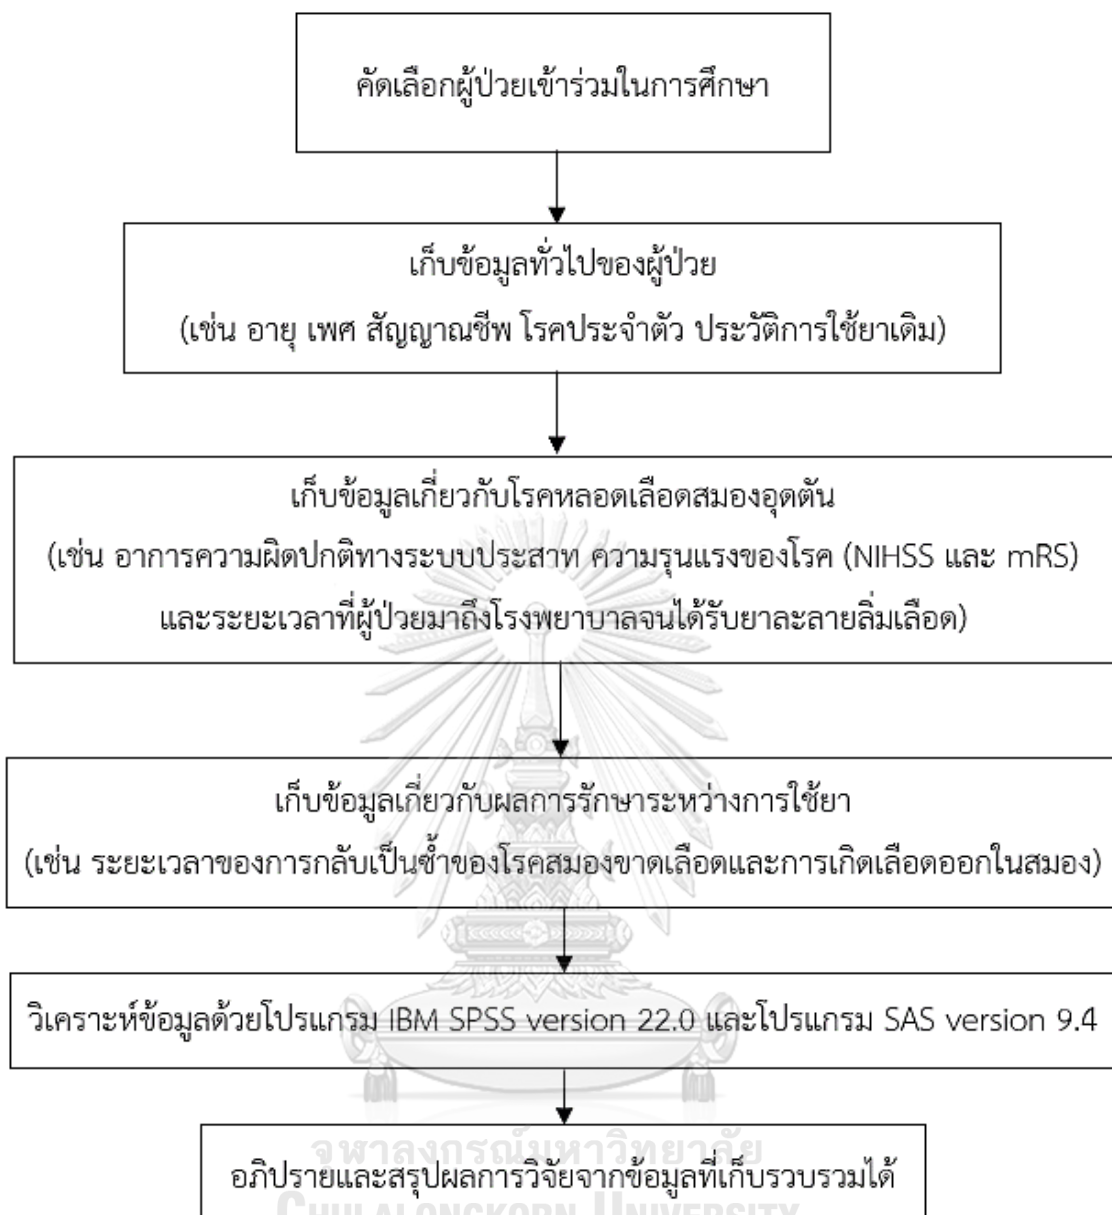 คัดเลือกผู้ป่วยเข้าร่วมในการศึกษา
เก็บข้อมูลทั่วไปของผู้ป่วย
(เช่น อายุ เพศ สัญญาณชีพ โรคประจำตัว ประวัติการใช้ยาเดิม)
เก็บข้อมูลเกี่ยวกับโรคหลอดเลือดสมองอุดตัน
(เช่น อาการความผิดปกติทางระบบประสาท ความรุนแรงของโรค (NIHSS และ mRS)
และระยะเวลาที่ผู้ป่วยมาถึงโรงพยาบาลจนได้รับยาละลายลิ่มเลือด)
เก็บข้อมูลเกี่ยวกับผลการรักษาระหว่างการใช้ยา
(เช่น ระยะเวลาของการกลับเป็นซ้ำของโรคสมองขาดเลือดและการเกิดเลือดออกในสมอง)
วิเคราะห์ข้อมูลด้วยโปรแกรม IBM SPSS version 22.0 และโปรแกรม SAS version 9.4
จุฬาลงกรณ์มหาวิทยาลัย
อภิปรายและสรุปผลการวิจัยจากข้อมูลที่เก็บรวบรวมได้
CHULALONGKORN UNIVERSITY